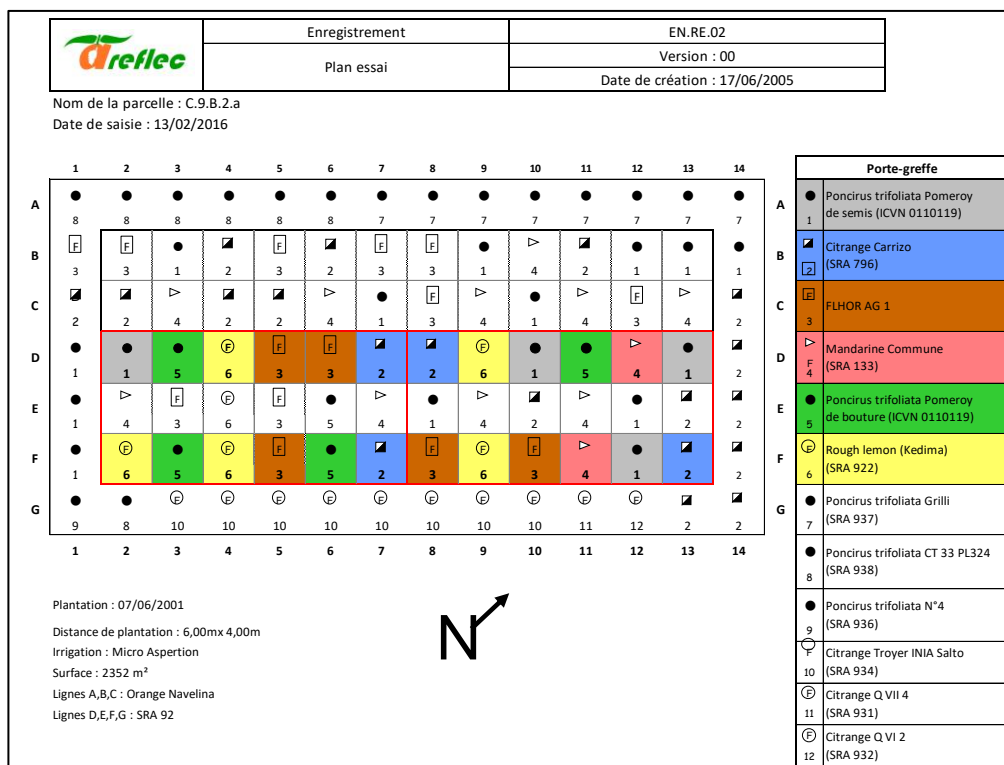 areflec
Enregistrement
EN.RE.02
Plan essai
Version : 00
Date de création : 17/06/2005
Nom de la parcelle : C.9.B.2.a
Date de saisie : 13/02/2016
1 2 3 4 5 6 7 8 9 10 11 12 13 14
A A
8 8 8 8 8 8 7 7 7 7 7 7 7 7
F F F F F
B B
3 3 1 2 3 2 3 3 1 4 2 1 1 1
F F
C C
2 2 4 2 2 4 1 3 4 1 4 3 4 2
F F F F
D D
1 1 5 6 3 3 2 2 6 1 5 4 1 2
F F F
E E
1 4 3 6 3 5 4 1 4 2 4 1 2 2
F F F F F F
F F
1 6 5 6 3 5 2 3 6 3 4 1 2 2
F F F F F F F F F F
G G
9 8 10 10 10 10 10 10 10 10 11 12 2 2
1 2 3 4 5 6 7 8 9 10 11 12 13 14
Porte-greffe
1 Poncirus trifoliata Pomeroy
de semis (ICVN 0110119)
2 Citrange Carrizo
(SRA 796)
F
3 FLHOR AG 1
F
4 Mandarine Commune
(SRA 133)
5 Poncirus trifoliata Pomeroy
de bouture (ICVN 0110119)
F
6 Rough lemon (Kedima)
(SRA 922)
7 Poncirus trifoliata Grilli
(SRA 937)
8 Poncirus trifoliata CT 33 PL324
(SRA 938)
9 Poncirus trifoliata N°4
(SRA 936)
F
10 Citrange Troyer INIA Salto
(SRA 934)
F
11 Citrange Q VII 4
(SRA 931)
F
12 Citrange Q VI 2
(SRA 932)
Plantation : 07/06/2001
Distance de plantation : 6,00mx 4,00m
Irrigation : Micro Aspertion
Surface : 2352 m²
Lignes A,B,C : Orange Navelina
Lignes D,E,F,G : SRA 92
N